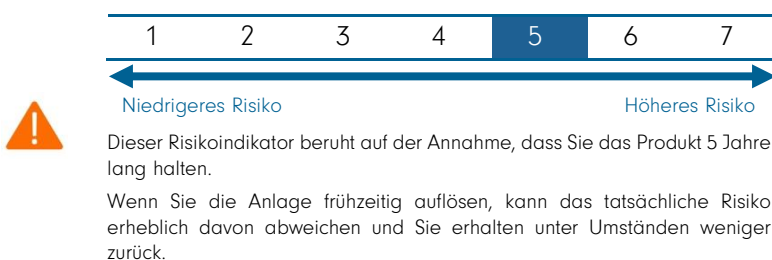 1 2 3 4 5 6 7
Niedrigeres Risiko Höheres Risiko
Dieser Risikoindikator beruht auf der Annahme, dass Sie das Produkt 5 Jahre
lang halten.
Wenn Sie die Anlage frühzeitig auflösen, kann das tatsächliche Risiko
erheblich davon abweichen und Sie erhalten unter Umständen weniger
zurück.